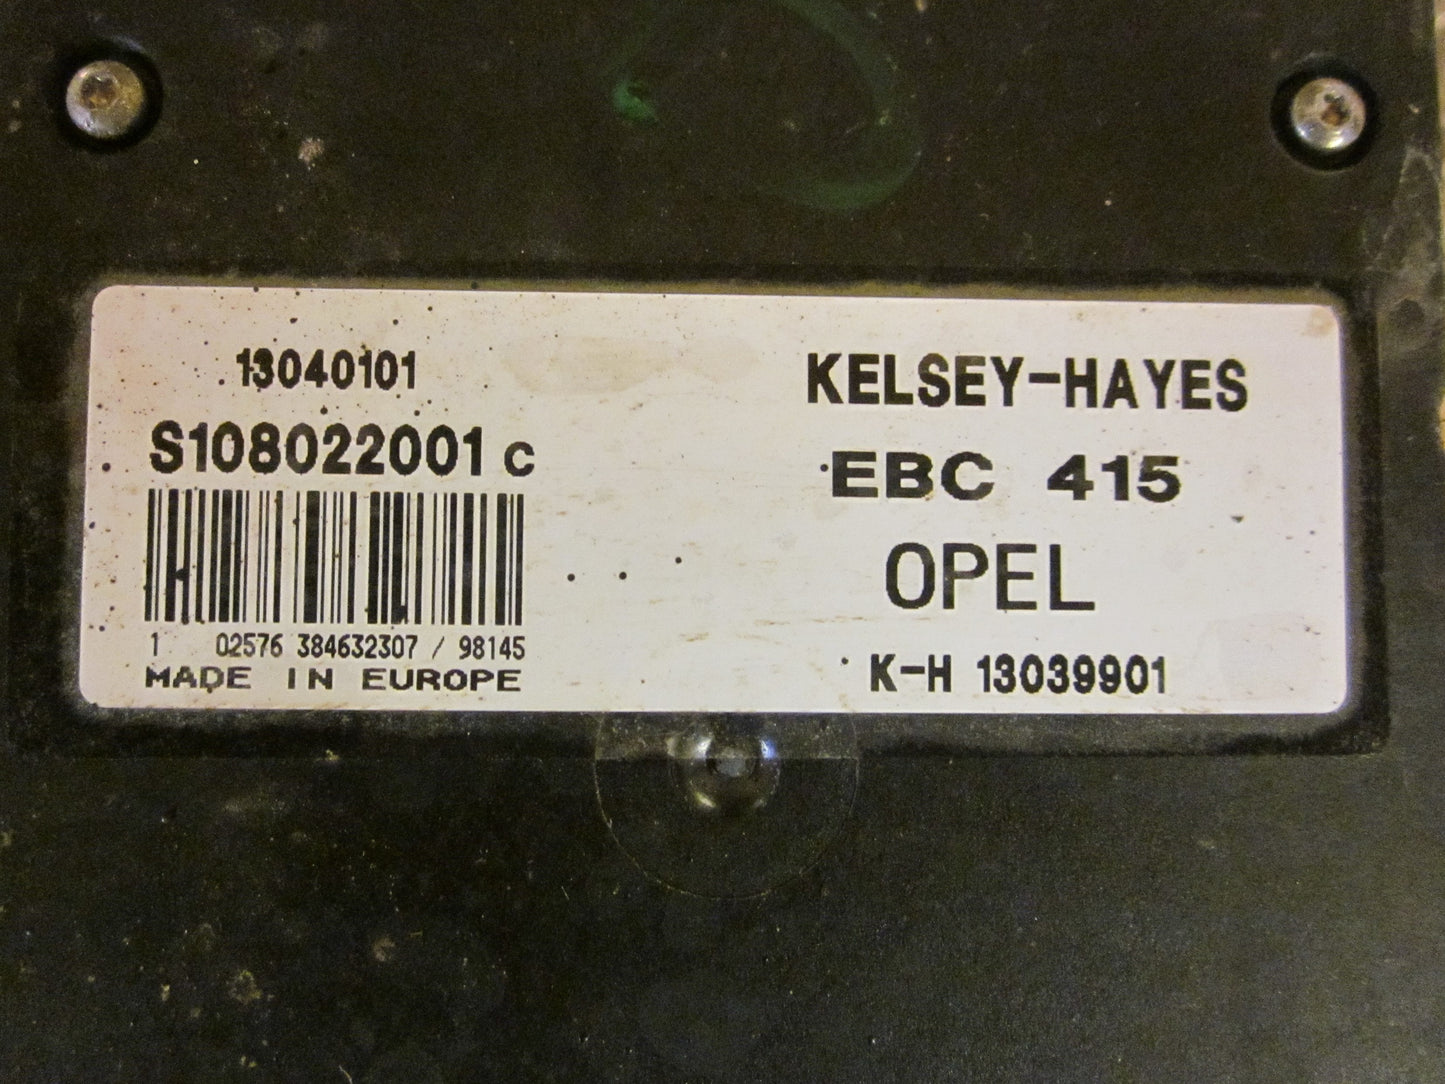 13040101
S108022001 C
1 02576 384632307 / 98145
MADE IN EUROPE
KELSEY-HAYES
EBC 415
OPEL
K-H 13039901